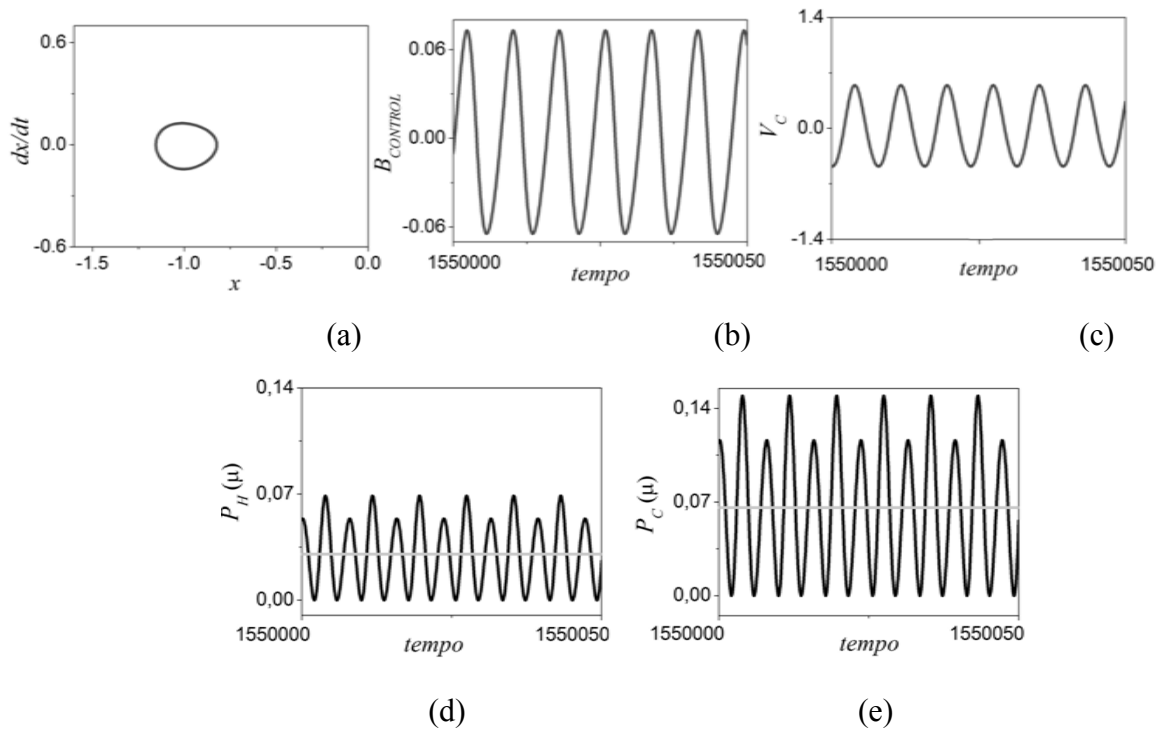 0.6
0.0
-0.6
dx/dt
-1.5 -1.0 -0.5 0.0
x
(a)
0.06
0.00
-0.06
B_CONTROL
1550000 1550050
tempo
(b)
1.4
0.0
-1.4
V_C
1550000 1550050
tempo
(c)
0,14
0,07
0,00
P_H (μ)
1550000 1550050
tempo
(d)
0,14
0,07
0,00
P_C (μ)
1550000 1550050
tempo
(e)